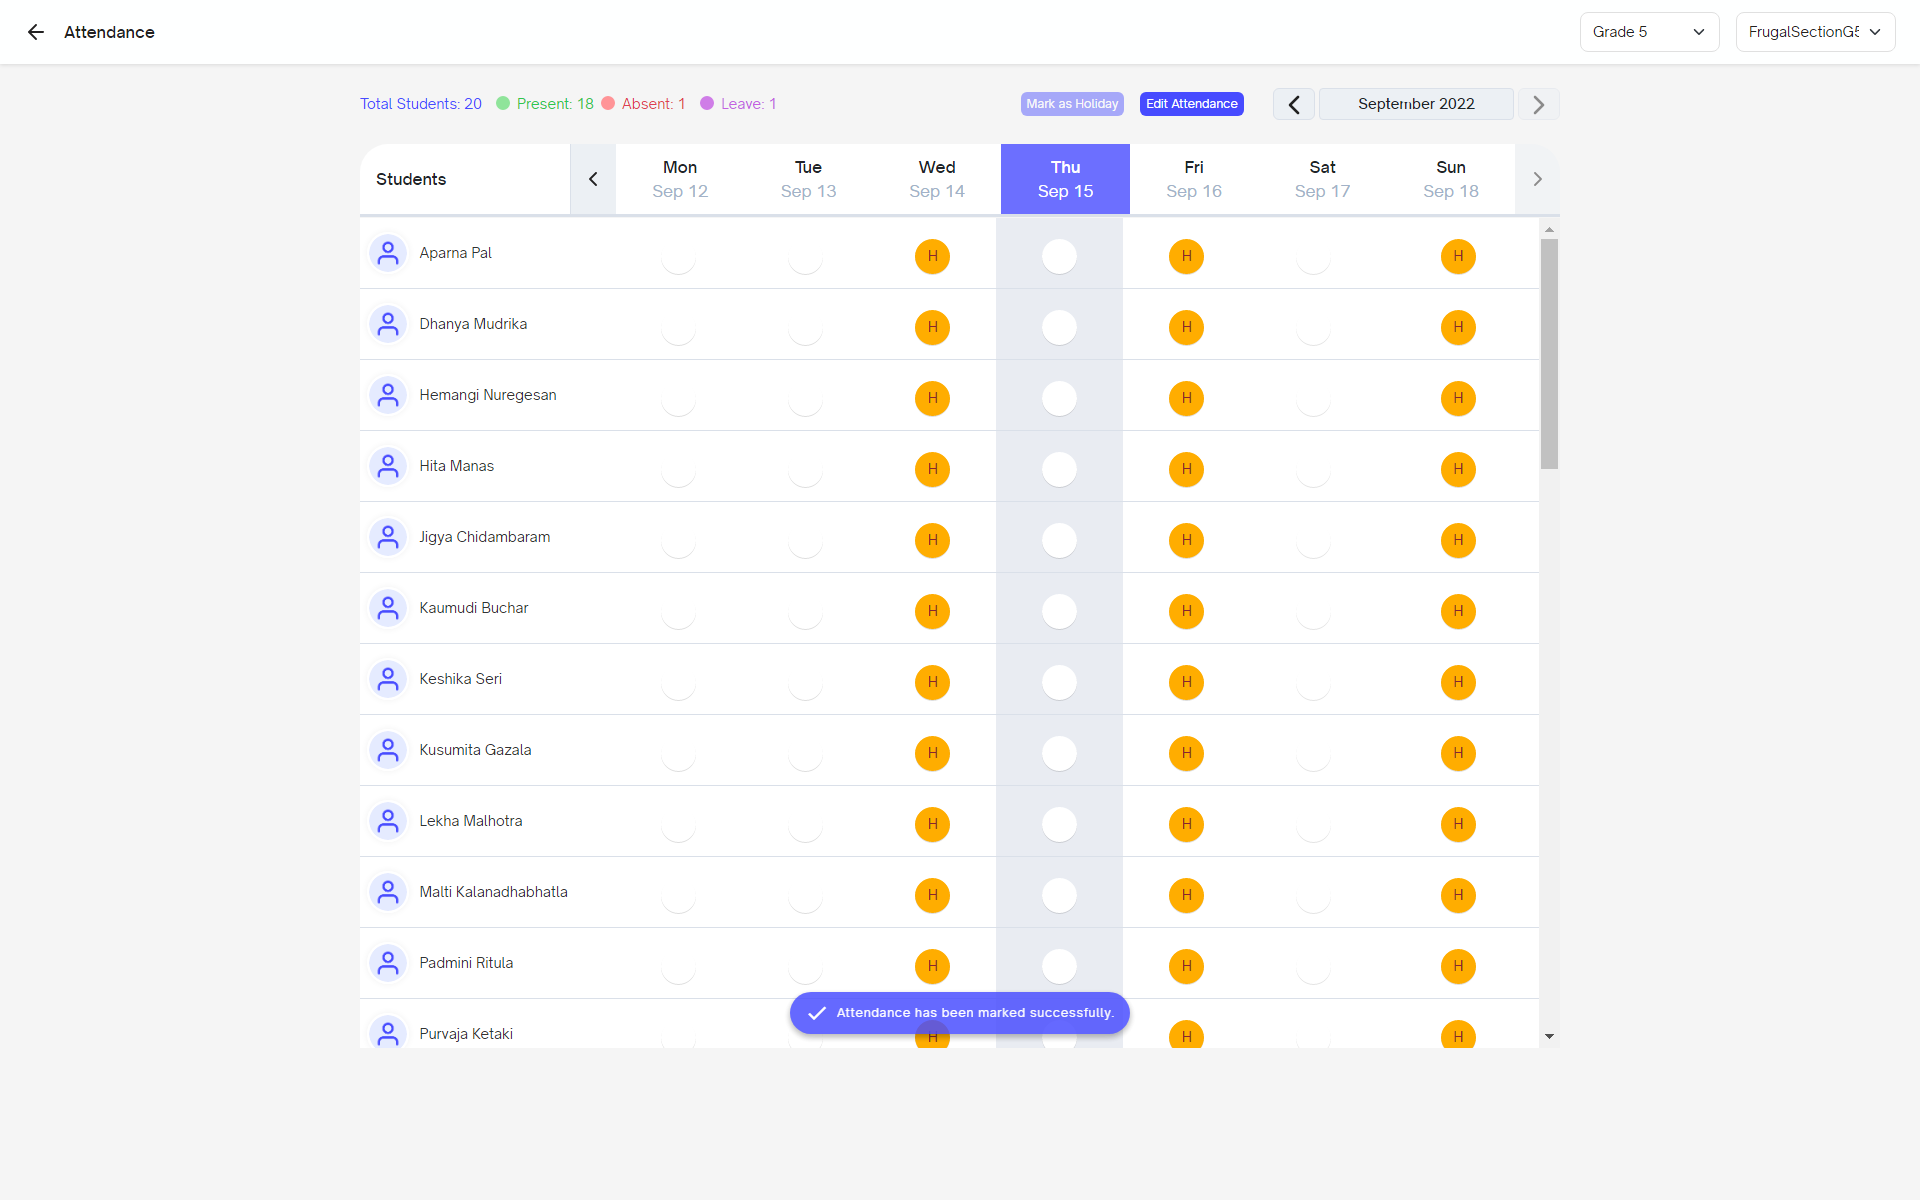 Attendance
Grade 5
FrugalSectionG5
Total Students: 20 Present: 18 Absent: 1 Leave: 1
Mark as Holiday
Edit Attendance
September 2022
Students
Mon Tue Wed Thu Fri Sat Sun
Sep 12 Sep 13 Sep 14 Sep 15 Sep 16 Sep 17 Sep 18
Aparna Pal H H H
Dhanya Mudrika H H H
Hemangi Nuregesan H H H
Hita Manas H H H
Jigya Chidambaram H H H
Kaumudi Buchar H H H
Keshika Seri H H H
Kusumita Gazala H H H
Lekha Malhotra H H H
Malti Kalanadhabhatla H H H
Padmini Ritula H H H
Attendance has been marked successfully.
Purvaja Ketaki H H H